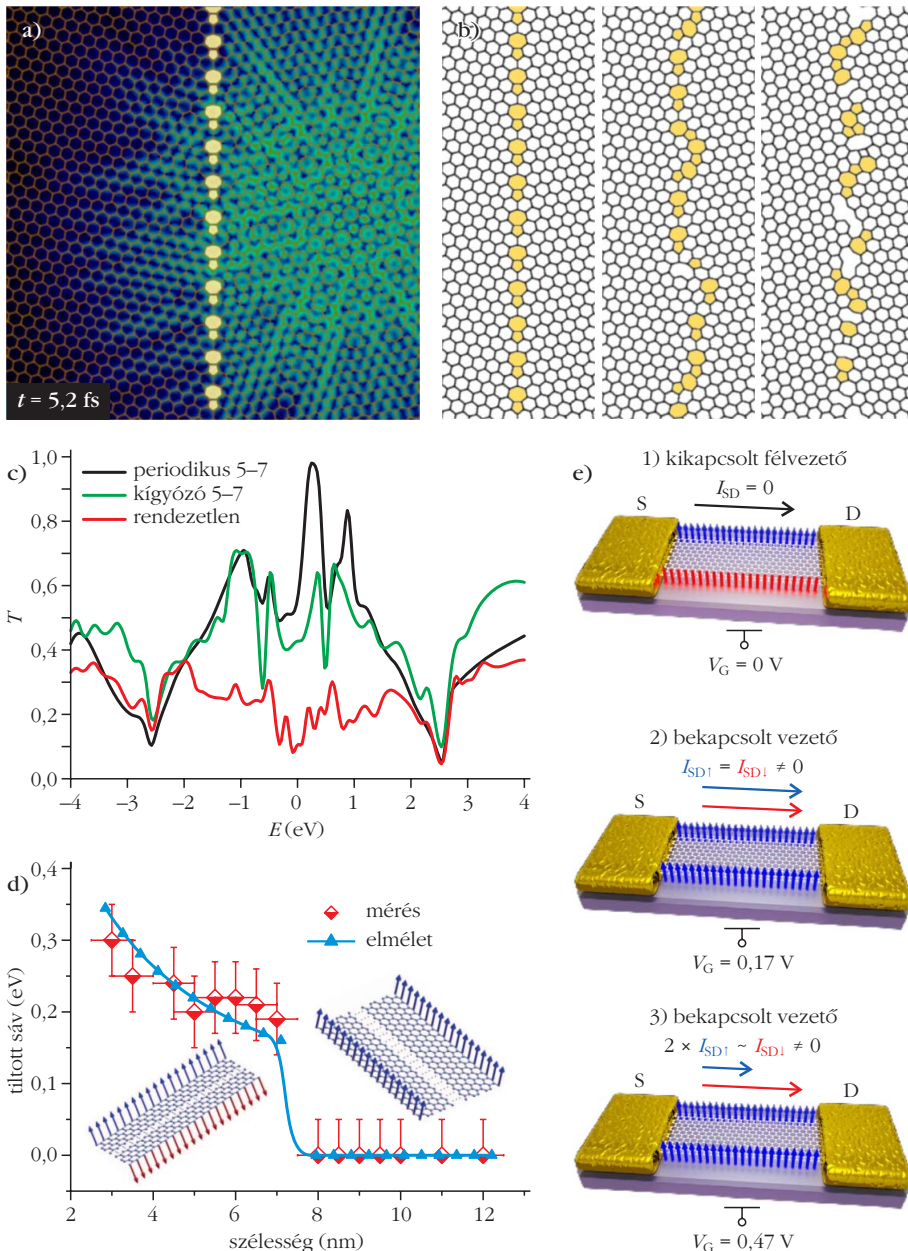 a)
t = 5,2 fs
b)
c)
1,0
0,8
0,6
0,4
0,2
0,0
T
periodikus 5–7
kígyózó 5–7
rendezetlen
–4 –3 –2 –1 0 1 2 3 4
E (eV)
d)
0,4
0,3
0,2
0,1
0,0
tiltott sáv (eV)
mérés
elmélet
2 4 6 8 10 12
szélesség (nm)
e)
1) kikapcsolt félvezető
I_SD = 0
S
D
V_G = 0 V
2) bekapcsolt vezető
I_SD↑ = I_SD↓ ≠ 0
S
D
V_G = 0,17 V
3) bekapcsolt vezető
2 × I_SD↑ ~ I_SD↓ ≠ 0
S
D
V_G = 0,47 V